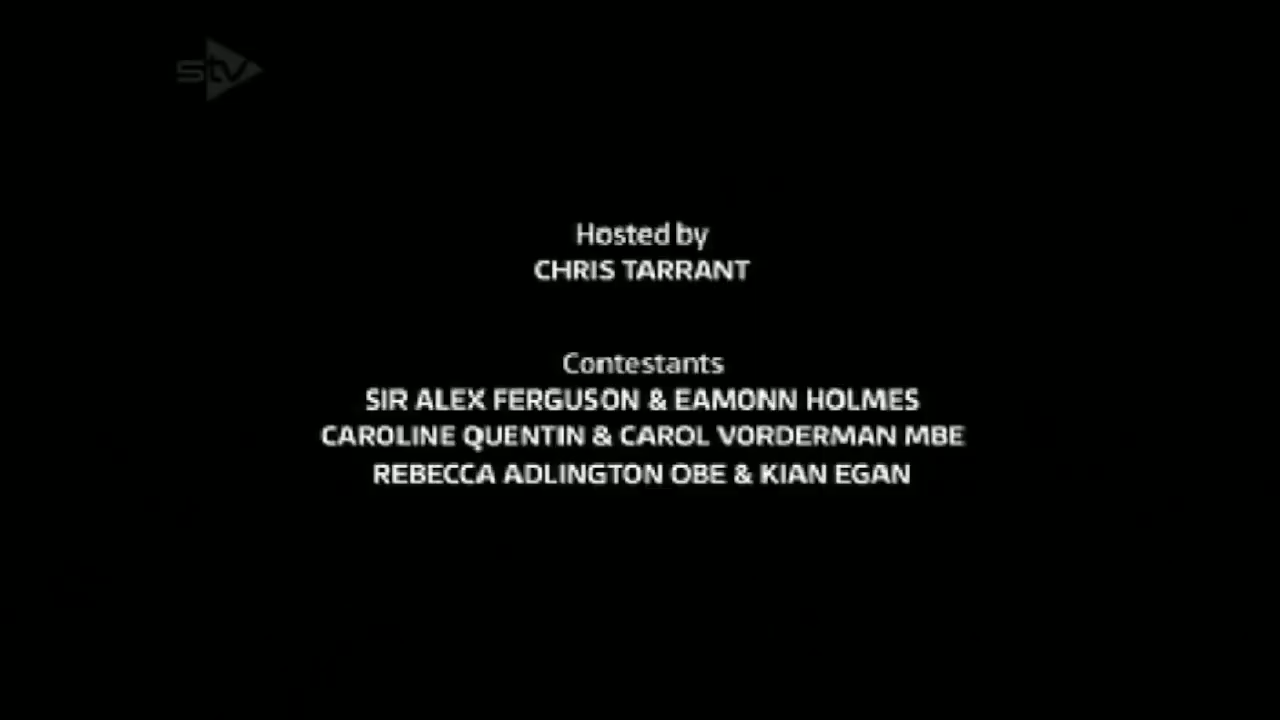 stv
Hosted by
CHRIS TARRANT
Contestants
SIR ALEX FERGUSON & EAMONN HOLMES
CAROLINE QUENTIN & CAROL VORDERMAN MBE
REBECCA ADLINGTON OBE & KIAN EGAN